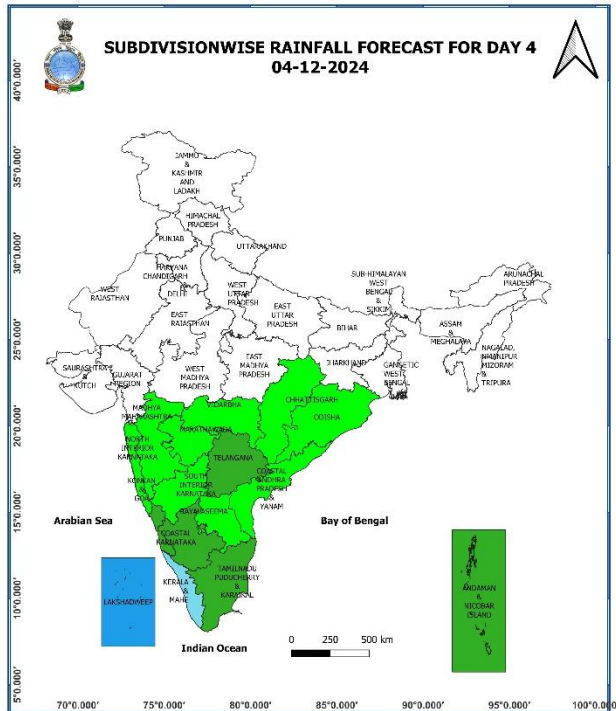 SUBDIVISIONWISE RAINFALL FORECAST FOR DAY 4
04-12-2024
40°0.000'
35°0.000'
30°0.000'
25°0.000'
20°0.000'
15°0.000'
10°0.000'
5°0.000'
JAMMO
&
KASHMIR
AND
LADAKH
HIMACHAL
PRADESH
PUNJAB
UTTARAKHAND
HARYANA
CHANDIGARH
DELHI
WEST
RAJASTHAN
WEST
UTTAR
PRADESH
SUB-HIMALAYAN
WEST
BENGAL
&
SIKKIM
ARUNACHAL
PRADESH
EAST
RAJASTHAN
EAST
UTTAR
PRADESH
BIHAR
ASSAM
&
MEGHALAYA
NAGALAD,
MANIPUR
MIZORAM
&
TRIPURA
SAURASHTRA
&
KUTCH
GUJARAT
REGION
WEST
MADHYA
PRADESH
EAST
MADHYA
PRADESH
JHARKHAND
GANGETIC
WEST
BENGAL
CHHATTISGARH
VIDARBHA
MADHYA
MAHARASHTRA
ODISHA
MARATHAWADA
NORTH
INTERIOR
KARNATAKA
TELANGANA
KONKAN
&
GOA
SOUTH
INTERIOR
KARNATAKA
COASTAL
ANDHRA
PRADESH
&
YANAM
RAYALASEEMA
Arabian Sea
Bay of Bengal
COASTAL
KARNATAKA
LAKSHADWEEP
KERALA
&
MAHE
TAMILNADU
PUDUCHERRY
&
KARAIKAL
ANDAMAN
&
NICOBAR
ISLAND
Indian Ocean
0 250 500 km
70°0.000' 75°0.000' 80°0.000' 85°0.000' 90°0.000' 95°0.000' 100°0.000'